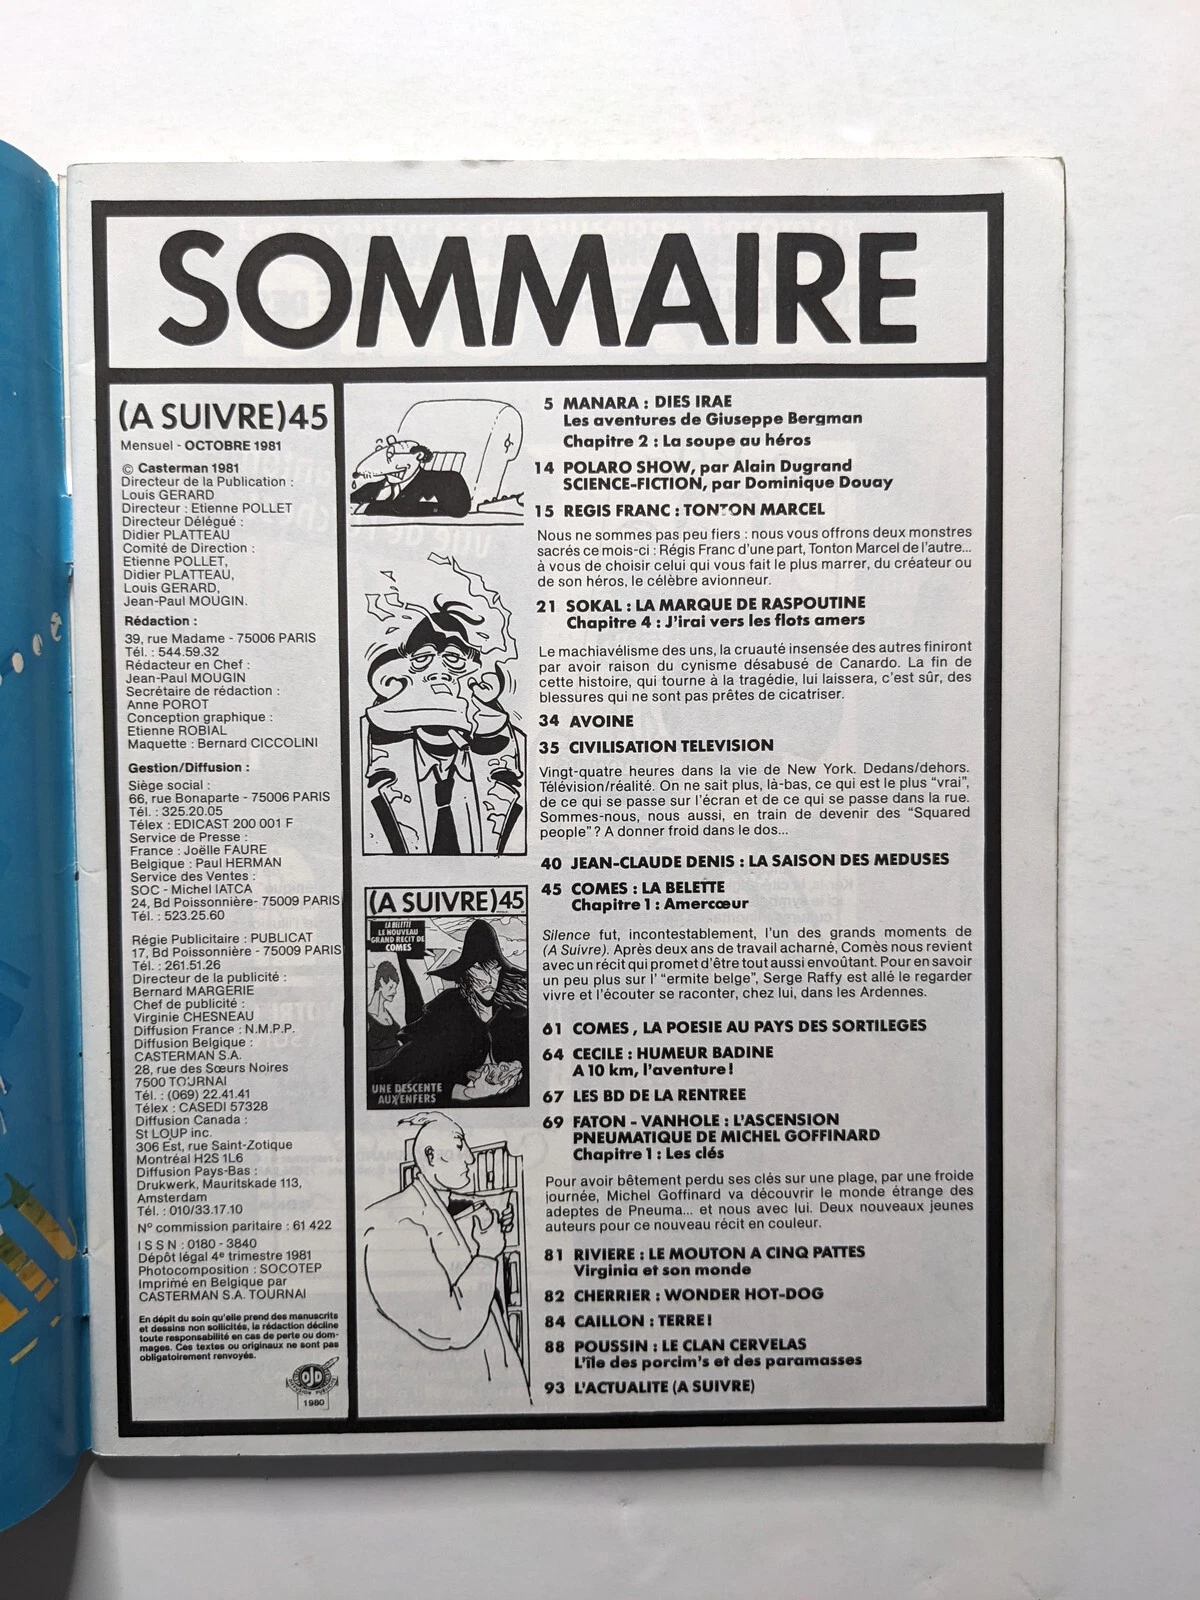 SOMMAIRE
(A SUIVRE)45
Mensuel - OCTOBRE 1981
© Casterman 1981
Directeur de la Publication :
Louis GERARD
Directeur : Etienne POLLET
Directeur Délégué :
Didier PLATTEAU
Comité de Direction :
Etienne POLLET,
Didier PLATTEAU,
Louis GERARD,
Jean-Paul MOUGIN.
Rédaction :
39, rue Madame - 75006 PARIS
Tél. : 544.59.32
Rédacteur en Chef :
Jean-Paul MOUGIN
Secrétaire de rédaction :
Anne POROT
Conception graphique :
Etienne ROBIAL
Maquette : Bernard CICCOLINI
Gestion/Diffusion :
Siège social :
66, rue Bonaparte - 75006 PARIS
Tél. : 325.20.05
Télex : EDICAST 200 001 F
Service de Presse :
France : Joëlle FAURE
Belgique : Paul HERMAN
Service des Ventes :
SOC - Michel IATCA
24, Bd Poissonnière- 75009 PARIS
Tél. : 523.25.60
Régie Publicitaire : PUBLICAT
17, Bd Poissonnière - 75009 PARIS
Tél. : 261.51.26
Directeur de la publicité :
Bernard MARGERIE
Chef de publicité :
Virginie CHESNEAU
Diffusion France : N.M.P.P.
Diffusion Belgique :
CASTERMAN S.A.
28, rue des Sœurs Noires
7500 TOURNAI
Tél. : (069) 22.41.41
Télex : CASEDI 57328
Diffusion Canada :
St LOUP inc.
306 Est, rue Saint-Zotique
Montréal H2S 1L6
Diffusion Pays-Bas :
Drukwerk, Mauritskade 113,
Amsterdam
Tél. : 010/33.17.10
N° commission paritaire : 61 422
I S S N : 0180 - 3840
Dépôt légal 4e trimestre 1981
Photocomposition : SOCOTEP
Imprimé en Belgique par
CASTERMAN S.A. TOURNAI
En dépit du soin qu'elle prend des manuscrits
et dessins non sollicités, la rédaction décline
toute responsabilité en cas de perte ou dom-
mages. Ces textes ou originaux ne sont pas
obligatoirement renvoyés.
OJD
1980
(A SUIVRE)45
LA BELETTE
LE NOUVEAU
GRAND RECIT DE
COMES
UNE DESCENTE
AUX ENFERS
5 MANARA : DIES IRAE
Les aventures de Giuseppe Bergman
Chapitre 2 : La soupe au héros
14 POLARO SHOW, par Alain Dugrand
SCIENCE-FICTION, par Dominique Douay
15 REGIS FRANC : TONTON MARCEL
Nous ne sommes pas peu fiers : nous vous offrons deux monstres
sacrés ce mois-ci : Régis Franc d'une part, Tonton Marcel de l'autre...
à vous de choisir celui qui vous fait le plus marrer, du créateur ou
de son héros, le célèbre avionneur.
21 SOKAL : LA MARQUE DE RASPOUTINE
Chapitre 4 : J'irai vers les flots amers
Le machiavélisme des uns, la cruauté insensée des autres finiront
par avoir raison du cynisme désabusé de Canardo. La fin de
cette histoire, qui tourne à la tragédie, lui laissera, c'est sûr, des
blessures qui ne sont pas prêtes de cicatriser.
34 AVOINE
35 CIVILISATION TELEVISION
Vingt-quatre heures dans la vie de New York. Dedans/dehors.
Télévision/réalité. On ne sait plus, là-bas, ce qui est le plus "vrai",
de ce qui se passe sur l'écran et de ce qui se passe dans la rue.
Sommes-nous, nous aussi, en train de devenir des "Squared
people" ? A donner froid dans le dos...
40 JEAN-CLAUDE DENIS : LA SAISON DES MEDUSES
45 COMES : LA BELETTE
Chapitre 1 : Amercœur
Silence fut, incontestablement, l'un des grands moments de
(A Suivre). Après deux ans de travail acharné, Comès nous revient
avec un récit qui promet d'être tout aussi envoûtant. Pour en savoir
un peu plus sur l' "ermite belge", Serge Raffy est allé le regarder
vivre et l'écouter se raconter, chez lui, dans les Ardennes.
61 COMES , LA POESIE AU PAYS DES SORTILEGES
64 CECILE : HUMEUR BADINE
A 10 km, l'aventure !
67 LES BD DE LA RENTREE
69 FATON - VANHOLE : L'ASCENSION
PNEUMATIQUE DE MICHEL GOFFINARD
Chapitre 1 : Les clés
Pour avoir bêtement perdu ses clés sur une plage, par une froide
journée, Michel Goffinard va découvrir le monde étrange des
adeptes de Pneuma... et nous avec lui. Deux nouveaux jeunes
auteurs pour ce nouveau récit en couleur.
81 RIVIERE : LE MOUTON A CINQ PATTES
Virginia et son monde
82 CHERRIER : WONDER HOT-DOG
84 CAILLON : TERRE !
88 POUSSIN : LE CLAN CERVELAS
L'île des porcim's et des paramasses
93 L'ACTUALITE (A SUIVRE)